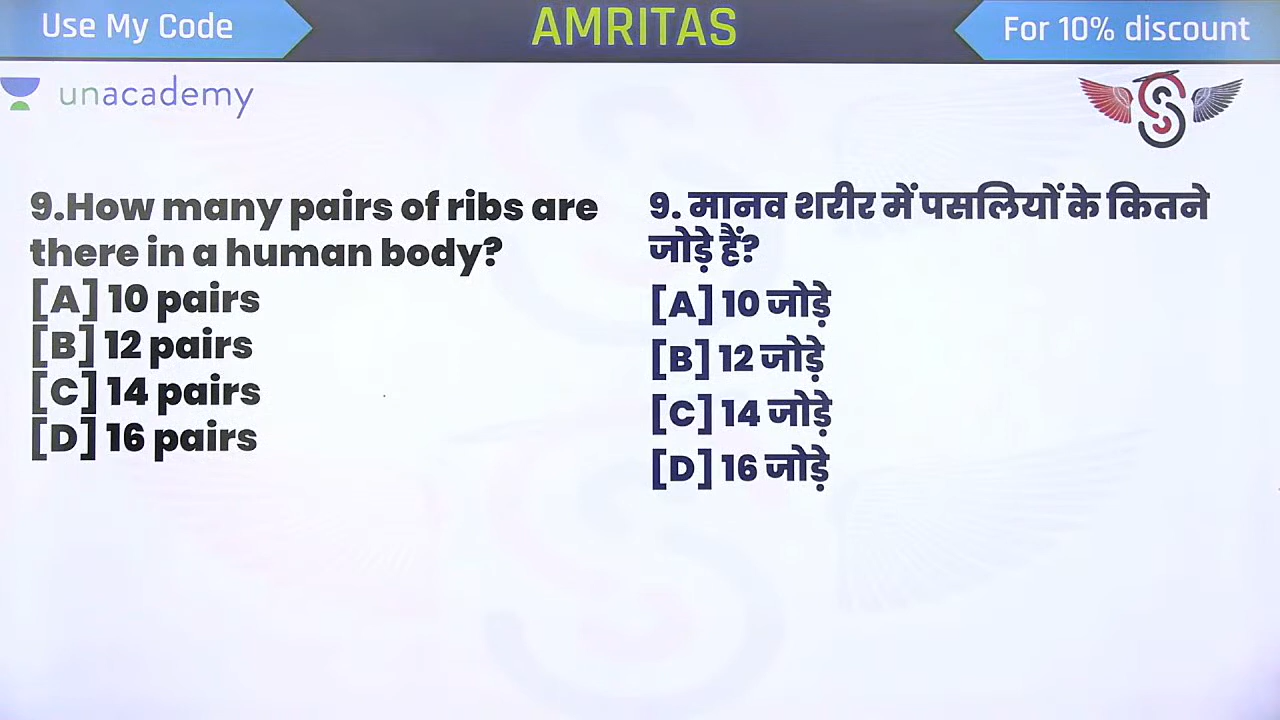 Use My Code
AMRITAS
For 10% discount
unacademy
9.How many pairs of ribs are
there in a human body?
[A] 10 pairs
[B] 12 pairs
[C] 14 pairs
[D] 16 pairs
9. मानव शरीर में पसलियों के कितने
जोड़े हैं?
[A] 10 जोड़े
[B] 12 जोड़े
[C] 14 जोड़े
[D] 16 जोड़े